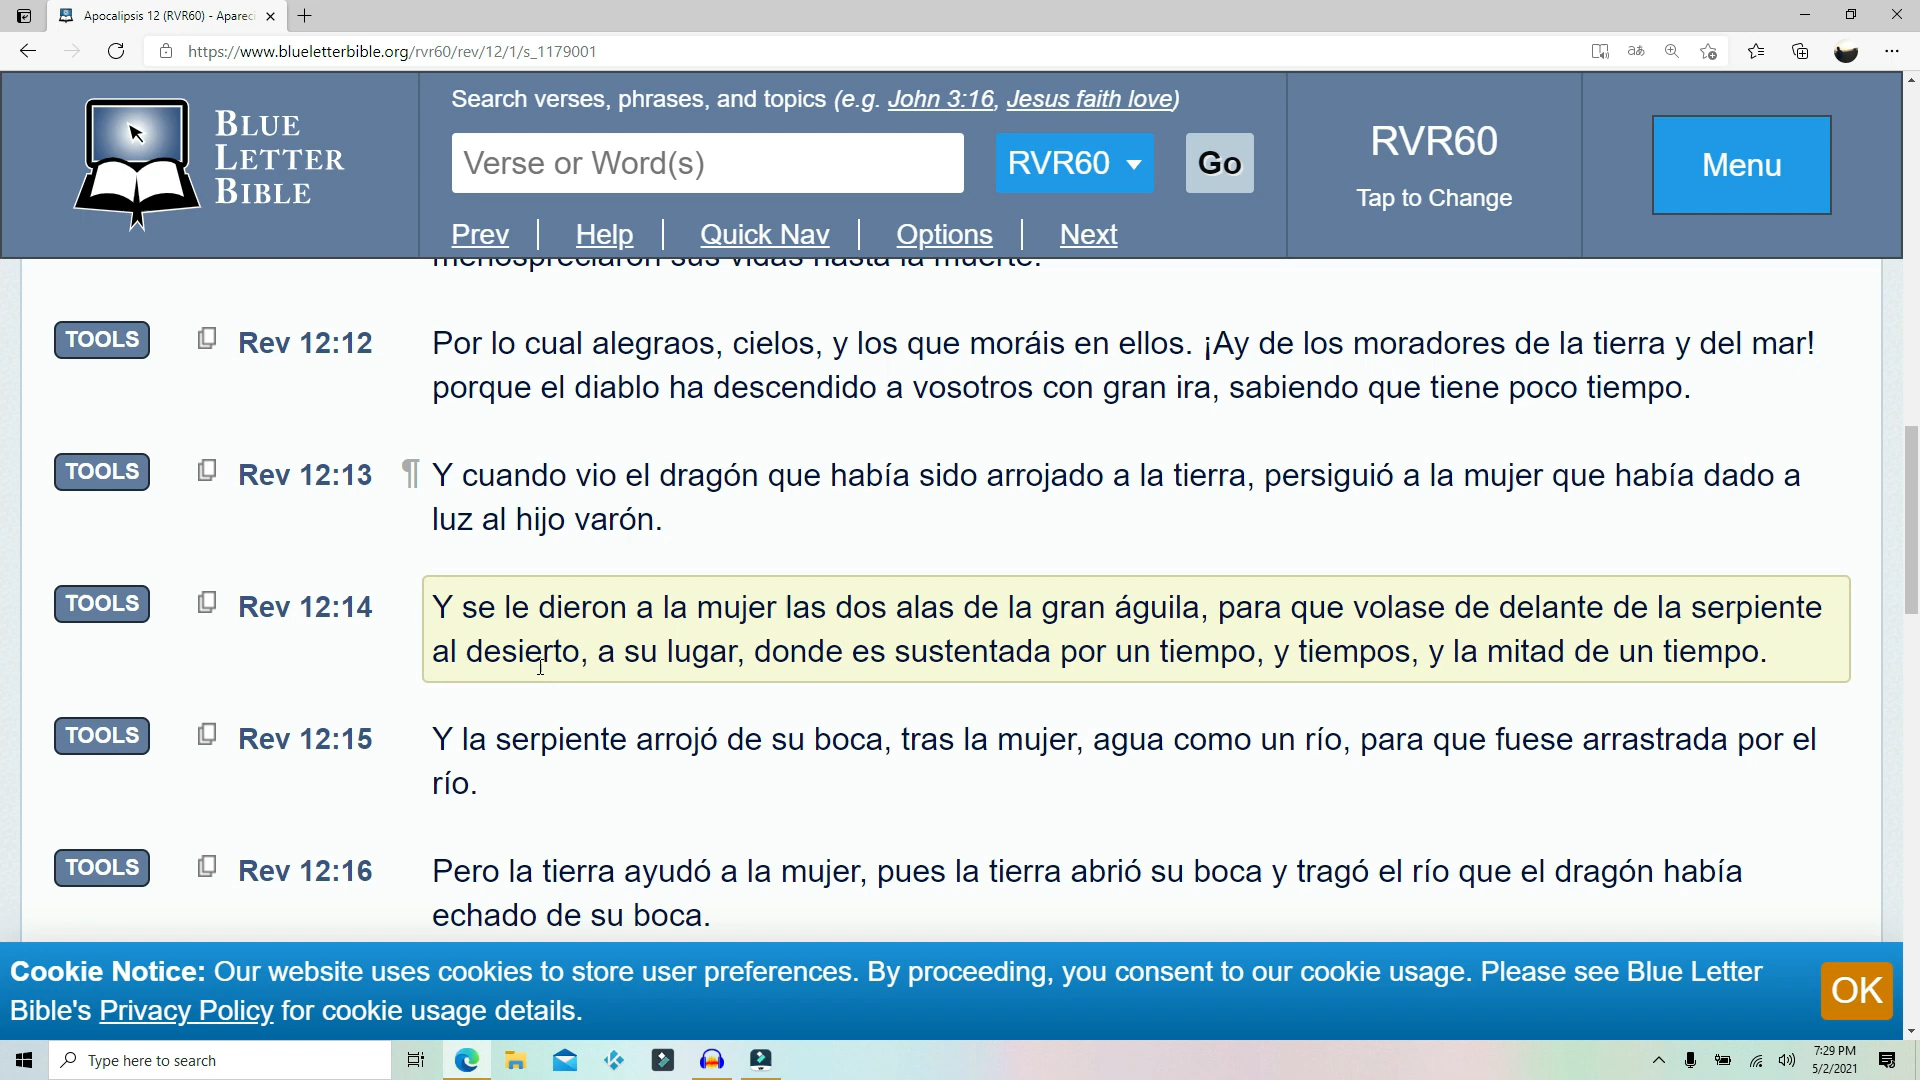 Apocalipsis 12 (RVR60) - Aparec
https://www.blueletterbible.org/rvr60/rev/12/1/s_1179001
BLUE
LETTER
BIBLE
Search verses, phrases, and topics (e.g. John 3:16, Jesus faith love)
Verse or Word(s)
RVR60
Go
Prev
Help
Quick Nav
Options
Next
RVR60
Tap to Change
Menu
menospreciaron sus vidas hasta la muerte.
TOOLS
Rev 12:12
Por lo cual alegraos, cielos, y los que moráis en ellos. ¡Ay de los moradores de la tierra y del mar!
porque el diablo ha descendido a vosotros con gran ira, sabiendo que tiene poco tiempo.
TOOLS
Rev 12:13
¶ Y cuando vio el dragón que había sido arrojado a la tierra, persiguió a la mujer que había dado a
luz al hijo varón.
TOOLS
Rev 12:14
Y se le dieron a la mujer las dos alas de la gran águila, para que volase de delante de la serpiente
al desierto, a su lugar, donde es sustentada por un tiempo, y tiempos, y la mitad de un tiempo.
TOOLS
Rev 12:15
Y la serpiente arrojó de su boca, tras la mujer, agua como un río, para que fuese arrastrada por el
río.
TOOLS
Rev 12:16
Pero la tierra ayudó a la mujer, pues la tierra abrió su boca y tragó el río que el dragón había
echado de su boca.
Cookie Notice: Our website uses cookies to store user preferences. By proceeding, you consent to our cookie usage. Please see Blue Letter
Bible's Privacy Policy for cookie usage details.
OK
Type here to search
7:29 PM
5/2/2021